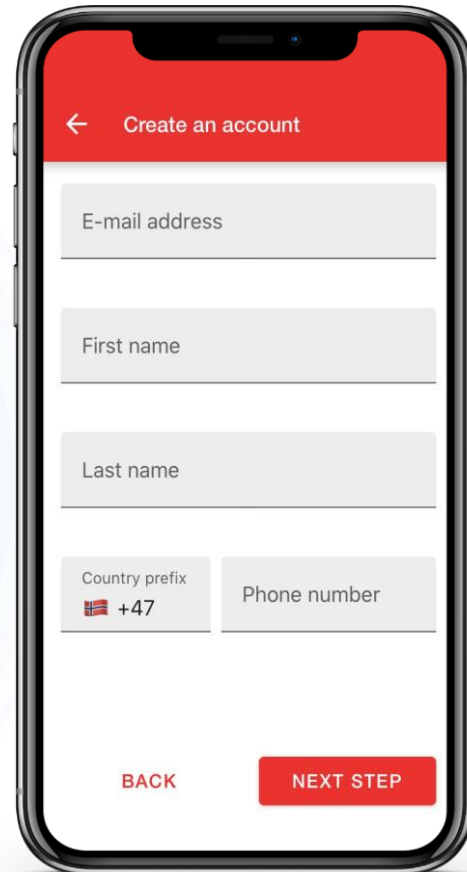 Create an account
E-mail address
First name
Last name
Country prefix
🇳🇴 +47
Phone number
BACK
NEXT STEP